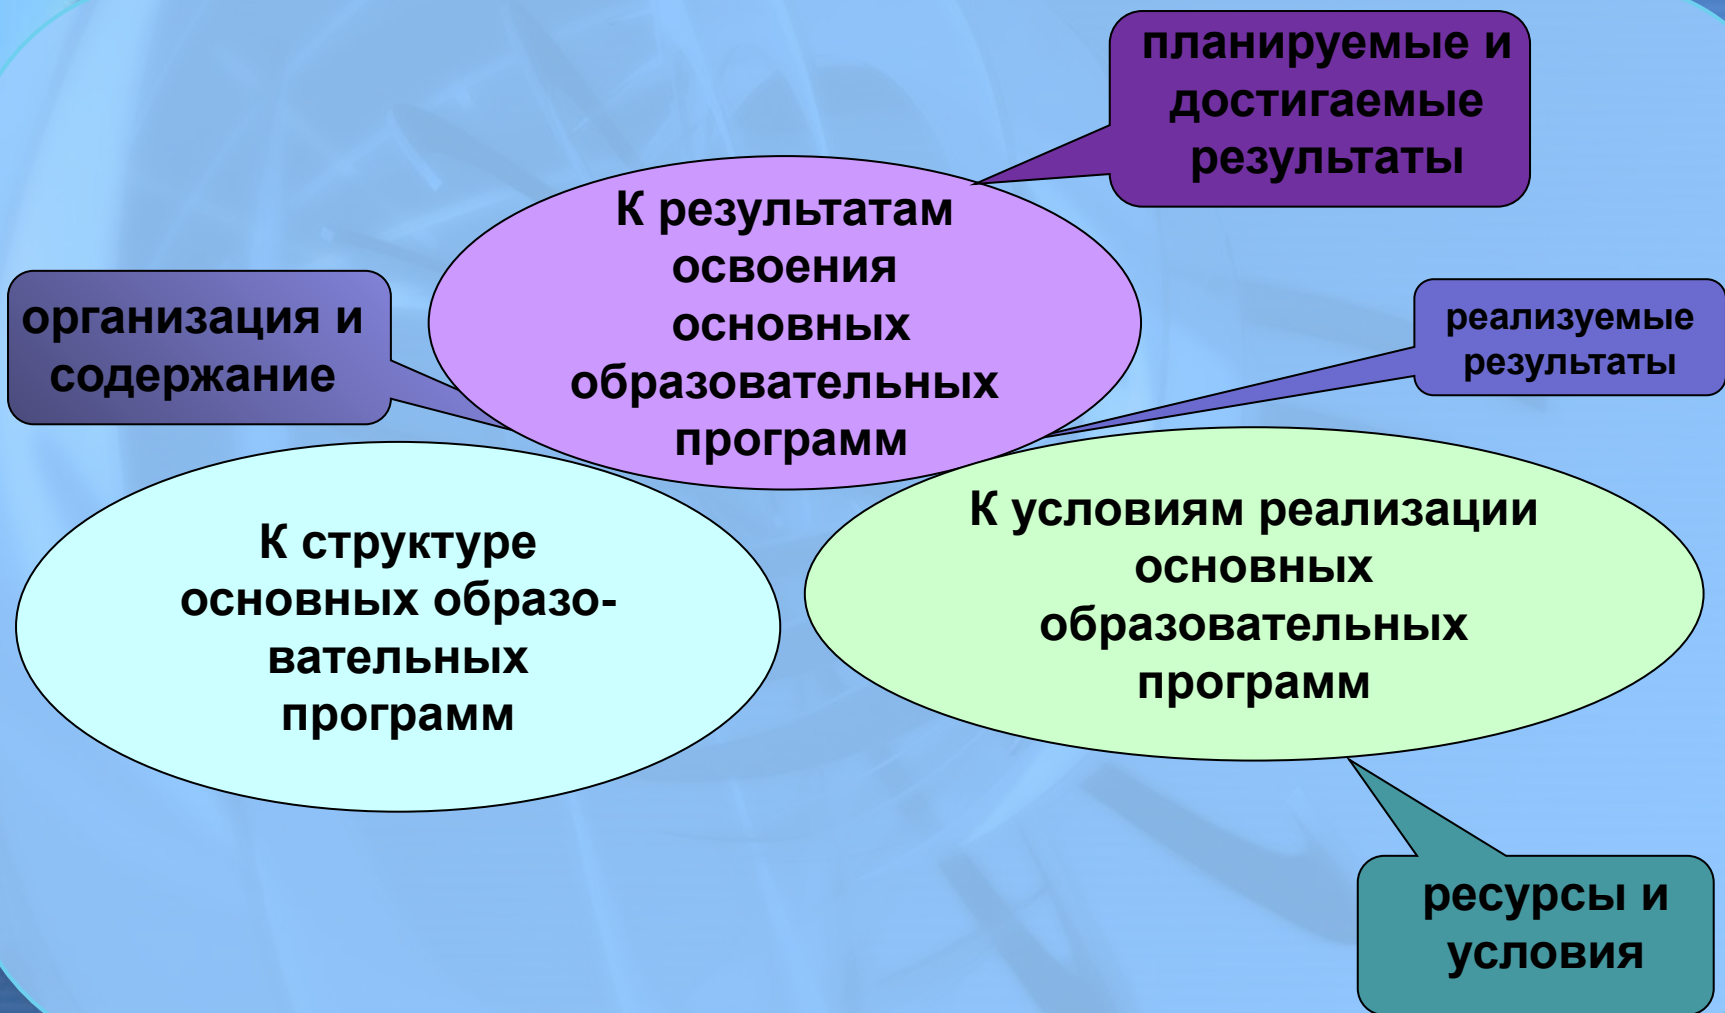 планируемые и
достигаемые
результаты
К результатам
освоения
основных
образовательных
программ
организация и
содержание
реализуемые
результаты
К структуре
основных образо-
вательных
программ
К условиям реализации
основных
образовательных
программ
ресурсы и
условия